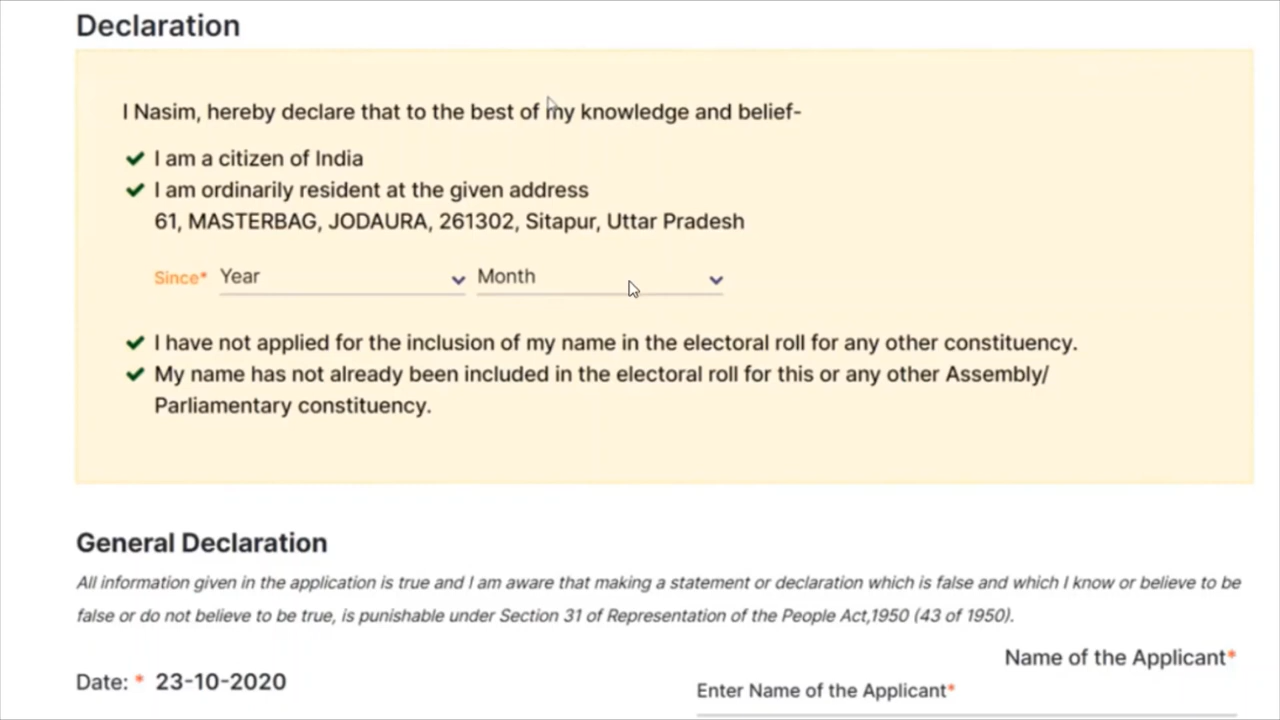 Declaration
I Nasim, hereby declare that to the best of my knowledge and belief-
I am a citizen of India
I am ordinarily resident at the given address
61, MASTERBAG, JODAURA, 261302, Sitapur, Uttar Pradesh
Since* Year Month
I have not applied for the inclusion of my name in the electoral roll for any other constituency.
My name has not already been included in the electoral roll for this or any other Assembly/
Parliamentary constituency.
General Declaration
All information given in the application is true and I am aware that making a statement or declaration which is false and which I know or believe to be
false or do not believe to be true, is punishable under Section 31 of Representation of the People Act,1950 (43 of 1950).
Name of the Applicant*
Date: * 23-10-2020
Enter Name of the Applicant*